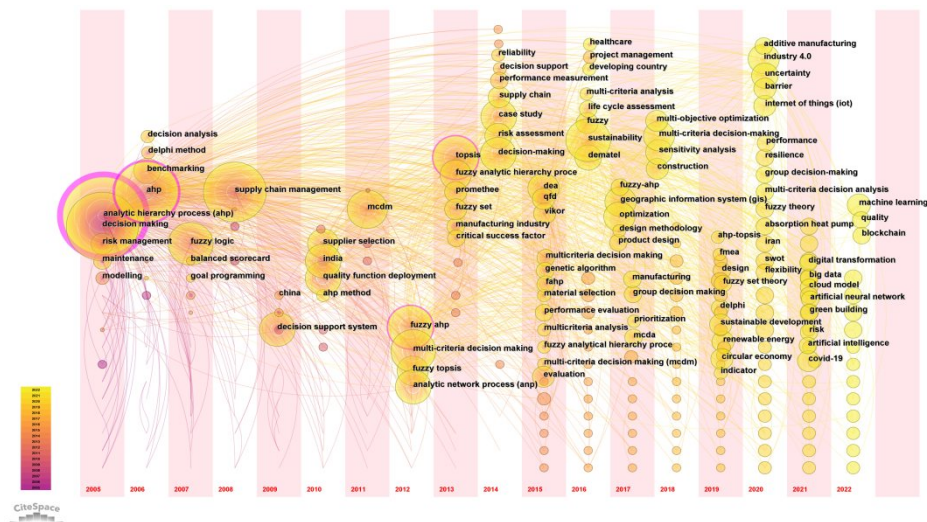 decision analysis
delphi method
benchmarking
ahp
analytic hierarchy process (ahp)
decision making
risk management
maintenance
modelling
supply chain management
fuzzy logic
balanced scorecard
goal programming
china
decision support system
supplier selection
india
quality function deployment
ahp method
mcdm
fuzzy ahp
multi-criteria decision making
fuzzy topsis
analytic network process (anp)
topsis
fuzzy analytic hierarchy proce
promethee
fuzzy set
manufacturing industry
critical success factor
reliability
decision support
performance measurement
supply chain
case study
risk assessment
decision-making
dea
qfd
vikor
multicriteria decision making
genetic algorithm
fahp
material selection
performance evaluation
multicriteria analysis
fuzzy analytical hierarchy proce
multi-criteria decision making (mcdm)
evaluation
healthcare
project management
developing country
multi-criteria analysis
life cycle assessment
fuzzy
sustainability
dematel
fuzzy-ahp
geographic information system (gis)
optimization
design methodology
product design
manufacturing
group decision making
prioritization
mcda
multi-objective optimization
multi-criteria decision-making
sensitivity analysis
construction
ahp-topsis
fmea
design
fuzzy set theory
delphi
sustainable development
renewable energy
circular economy
indicator
additive manufacturing
industry 4.0
uncertainty
barrier
internet of things (iot)
performance
resilience
group decision-making
multi-criteria decision analysis
fuzzy theory
absorption heat pump
iran
swot
flexibility
digital transformation
big data
cloud model
artificial neural network
green building
risk
artificial intelligence
covid-19
machine learning
quality
blockchain
2005 2006 2007 2008 2009 2010 2011 2012 2013 2014 2015 2016 2017 2018 2019 2020 2021 2022
CiteSpace